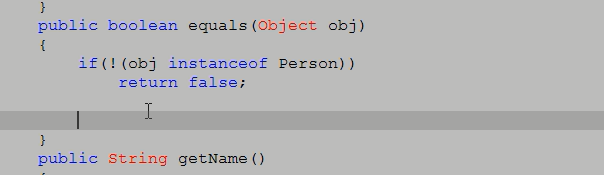 }
public boolean equals(Object obj)
{
if(!(obj instanceof Person))
return false;
}
public String getName()